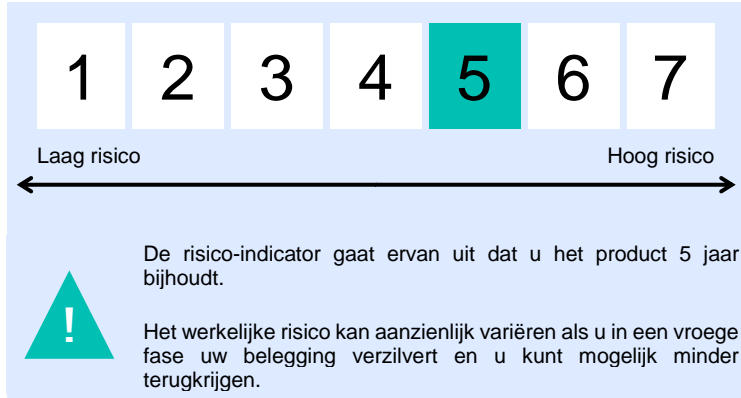 1 2 3 4 5 6 7
Laag risico Hoog risico
De risico-indicator gaat ervan uit dat u het product 5 jaar
bijhoudt.
!
Het werkelijke risico kan aanzienlijk variëren als u in een vroege
fase uw belegging verzilvert en u kunt mogelijk minder
terugkrijgen.